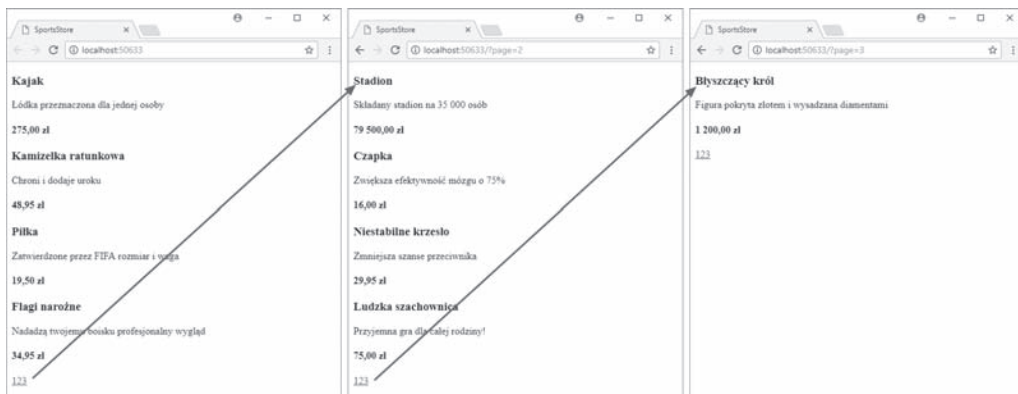 SportsStore
localhost:50633
Kajak
Łódka przeznaczona dla jednej osoby
275,00 zł
Kamizelka ratunkowa
Chroni i dodaje uroku
48,95 zł
Piłka
Zatwierdzone przez FIFA rozmiar i waga
19,50 zł
Flagi narożne
Nadadzą twojemu boisku profesjonalny wygląd
34,95 zł
123
SportsStore
localhost:50633/?page=2
Stadion
Składany stadion na 35 000 osób
79 500,00 zł
Czapka
Zwiększa efektywność mózgu o 75%
16,00 zł
Niestabilne krzesło
Zmniejsza szanse przeciwnika
29,95 zł
Ludzka szachownica
Przyjemna gra dla całej rodziny!
75,00 zł
123
SportsStore
localhost:50633/?page=3
Błyszczący król
Figura pokryta złotem i wysadzana diamentami
1 200,00 zł
123